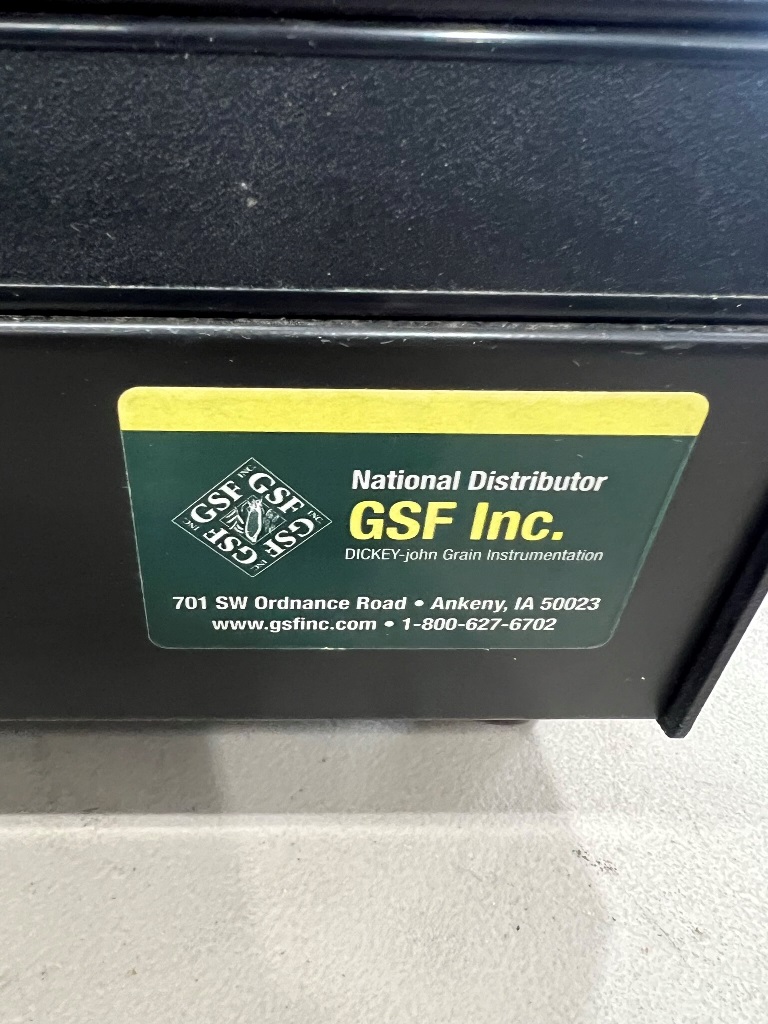 GSF INC
GSF INC
GSF INC
GSF INC
National Distributor
GSF Inc.
DICKEY-john Grain Instrumentation
701 SW Ordnance Road • Ankeny, IA 50023
www.gsfinc.com • 1-800-627-6702